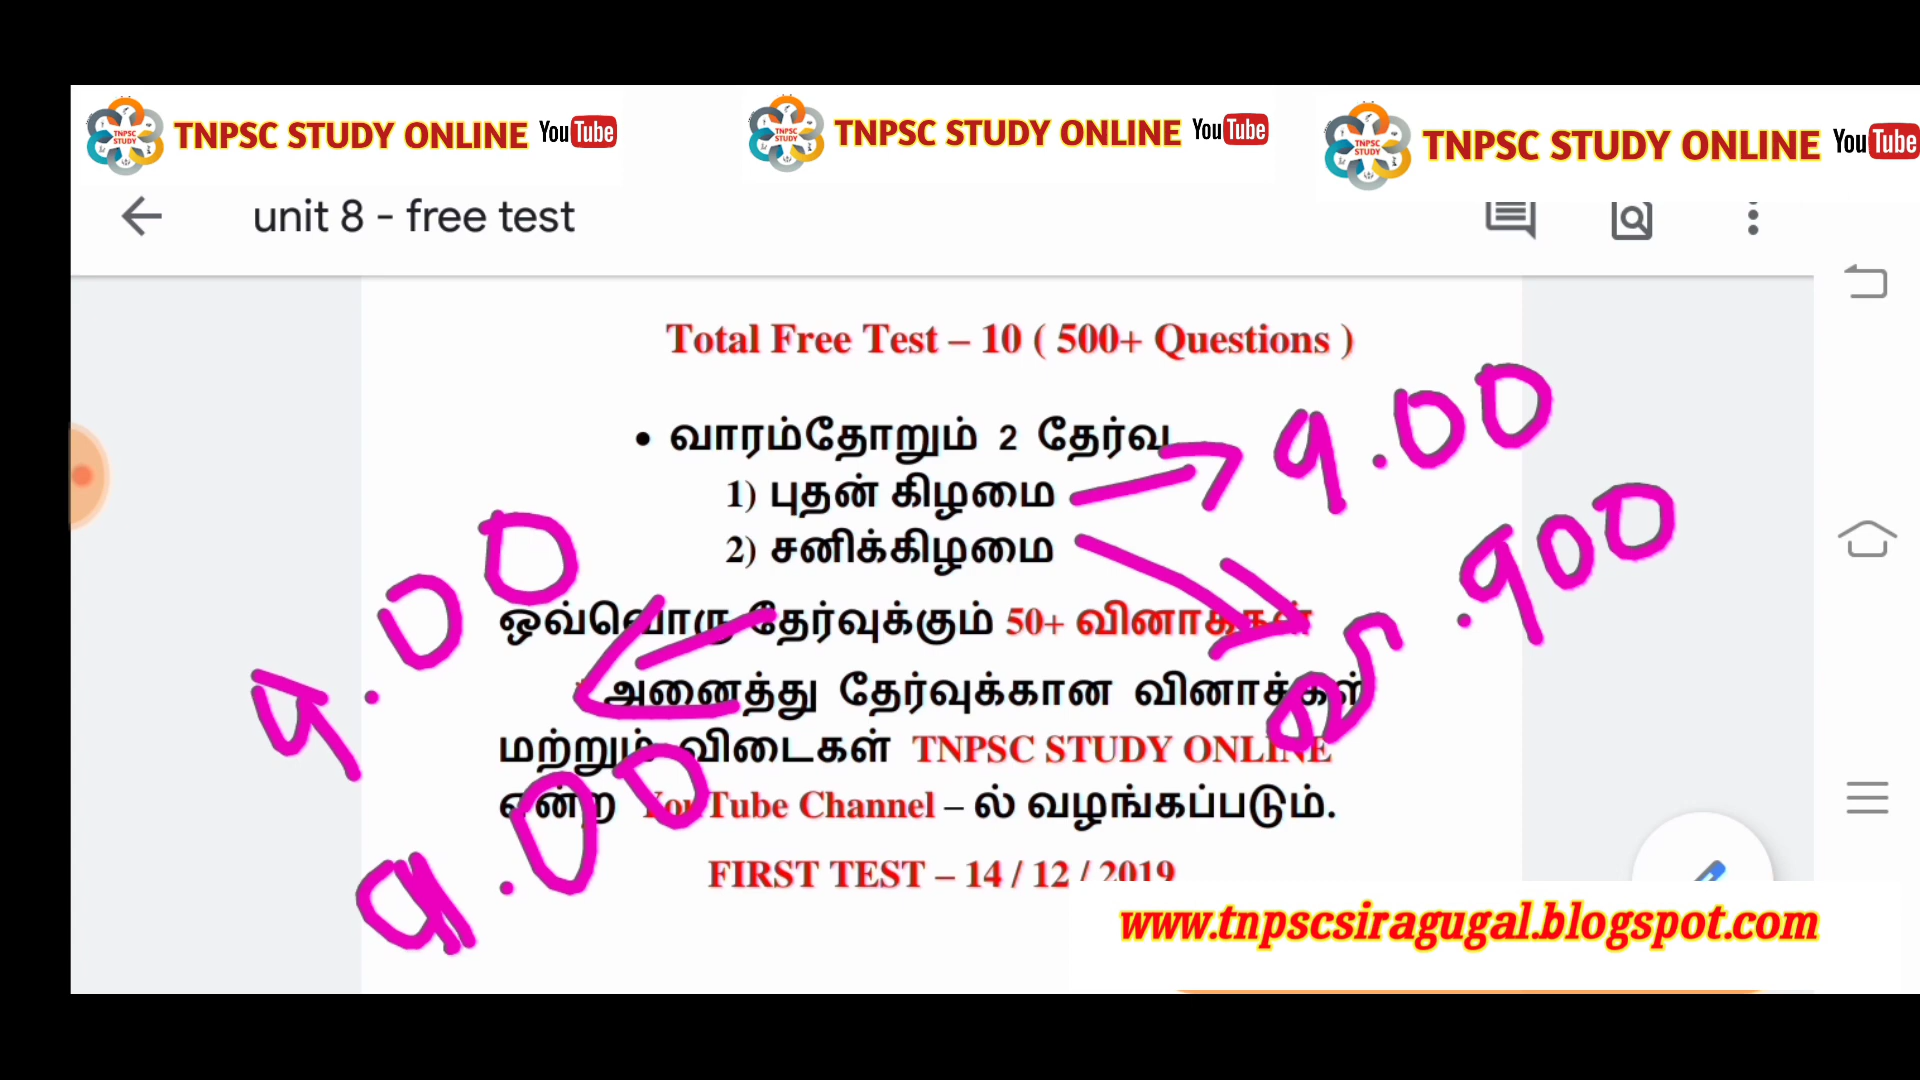 TNPSC STUDY ONLINE YouTube
TNPSC STUDY ONLINE YouTube
TNPSC STUDY ONLINE YouTube
unit 8 - free test
Total Free Test – 10 ( 500+ Questions )
• வாரம்தோறும் 2 தேர்வு
1) புதன் கிழமை
9.00
2) சனிக்கிழமை
.900
ஒவ்வொரு தேர்வுக்கும் 50+ வினாக்கள்
9.00
* அனைத்து தேர்வுக்கான வினாக்கள்
மற்றும் விடைகள் TNPSC STUDY ONLINE
என்ற YouTube Channel – ல் வழங்கப்படும்.
9.00
FIRST TEST – 14 / 12 / 2019
www.tnpscsiragugal.blogspot.com